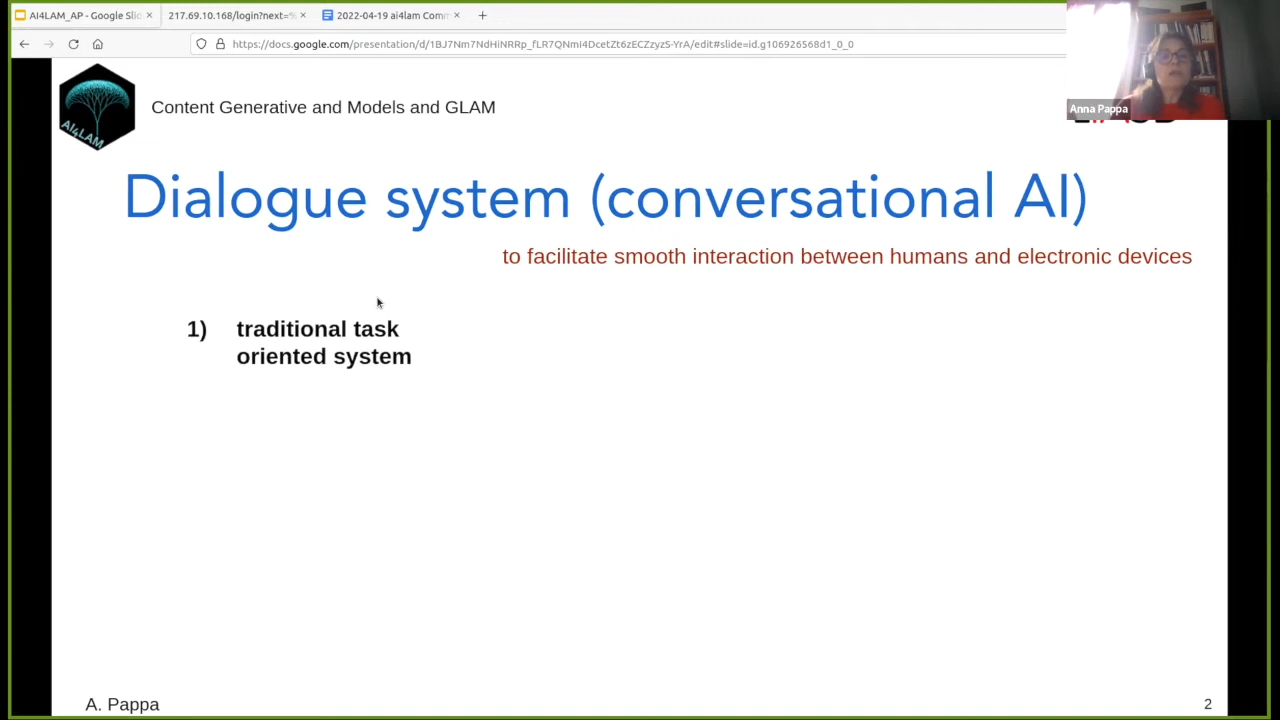 AI4LAM_AP - Google Slid
217.69.10.168/login?next=%
2022-04-19 ai4lam Comm
https://docs.google.com/presentation/d/1BJ7Nm7NdHiNRRp_fLR7QNmI4DcetZt6zECZzyzS-YrA/edit#slide=id.g106926568d1_0_0
Anna Pappa
AI4LAM
Content Generative and Models and GLAM
Dialogue system (conversational AI)
to facilitate smooth interaction between humans and electronic devices
1) traditional task
oriented system
A. Pappa
2